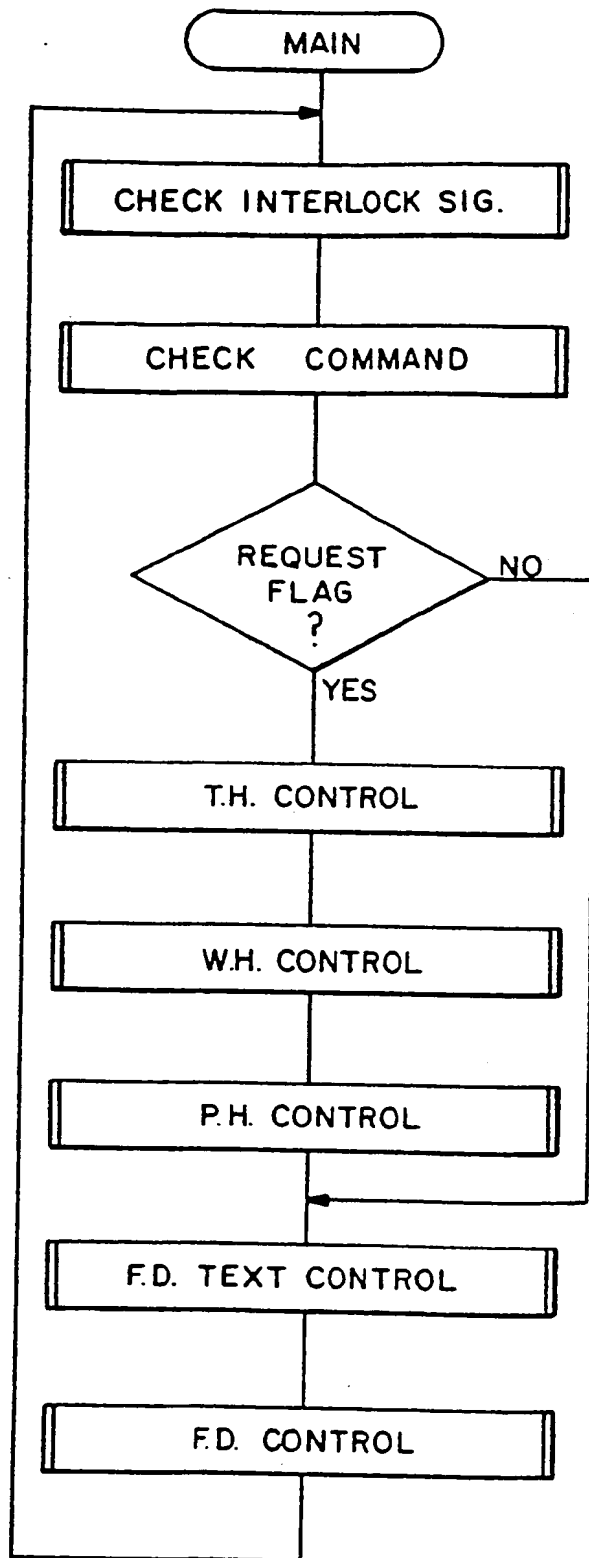 MAIN
CHECK INTERLOCK SIG.
CHECK COMMAND
REQUEST
FLAG
?
NO
YES
T.H. CONTROL
W.H. CONTROL
P.H. CONTROL
F.D. TEXT CONTROL
F.D. CONTROL